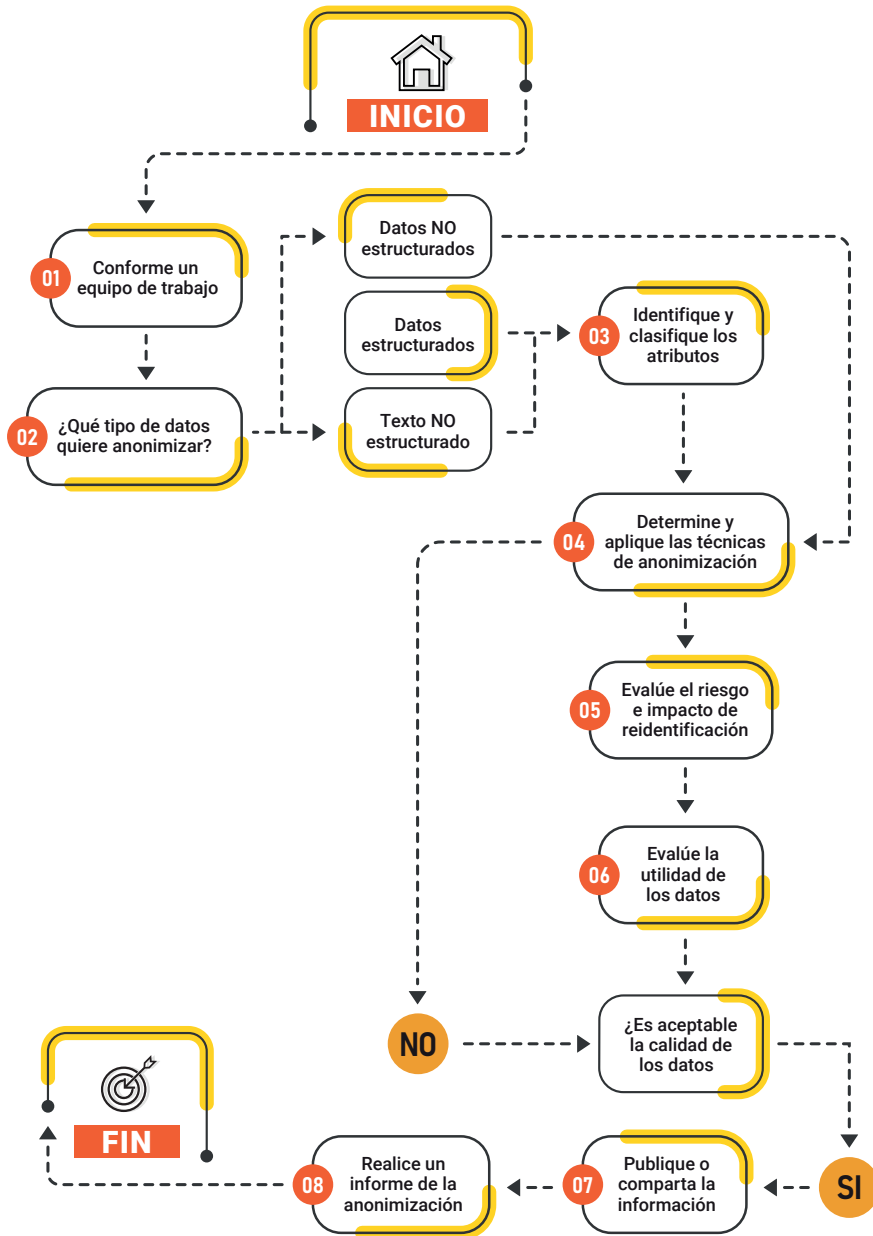 INICIO
01
Conforme un
equipo de trabajo
02
¿Qué tipo de datos
quiere anonimizar?
Datos NO
estructurados
Datos
estructurados
Texto NO
estructurado
03
Identifique y
clasifique los
atributos
04
Determine y
aplique las técnicas
de anonimización
05
Evalúe el riesgo
e impacto de
reidentificación
06
Evalúe la
utilidad de
los datos
NO
¿Es aceptable
la calidad de
los datos
SI
07
Publique o
comparta la
información
08
Realice un
informe de la
anonimización
FIN